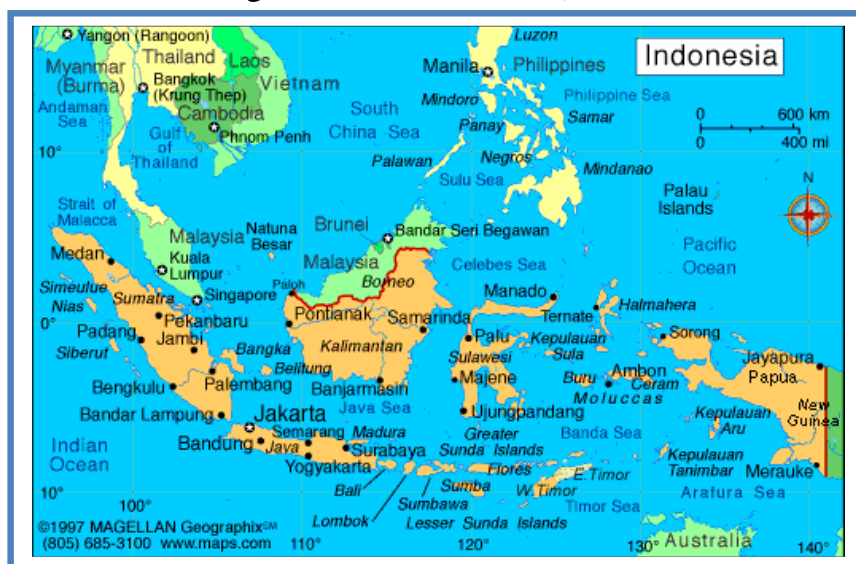 Yangon (Rangoon)
Luzon
Thailand
Laos
Indonesia
Myanmar
(Burma)
Bangkok
(Krung Thep)
Vietnam
Manila
Philippines
Andaman
Sea
Cambodia
Mindoro
Philippine Sea
South
China Sea
Samar
600 km
0
0
400 mi
Gulf
of
Thailand
Phnom Penh
Panay
10°
Palawan
Negros
Mindanao
Sulu Sea
N
Palau
Islands
Strait of
Malacca
Malaysia
Natuna
Besar
Brunei
Bandar Seri Begawan
Pacific
Ocean
Medan
Kuala
Lumpur
Malaysia
Celebes Sea
Simeulue
Nias
Sumatra
Singapore
Paloh
Borneo
Manado
Halmahera
Ternate
Pekanbaru
Pontianak
Samarinda
0°
Padang
Jambi
Palu
Kepulauan
Sula
Sorong
Siberut
Bangka
Kalimantan
Sulawesi
Jayapura
Belitung
Majene
Buru
Ambon
Ceram
Papua
Bengkulu
Palembang
Banjarmasin
Moluccas
Bandar Lampung
Jakarta
Java Sea
Ujungpandang
Kepulauan
Aru
New
Guinea
Semarang
Madura
Greater
Sunda Islands
Banda Sea
Bandung
Java
Surabaya
Indian
Ocean
Yogyakarta
Flores
Kepulauan
Tanimbar
Merauke
Bali
Sumba
E.Timor
W.Timor
Arafura Sea
10°
100°
Lombok
Sumbawa
Lesser Sunda Islands
Timor Sea
©1997 MAGELLAN Geographix℠
(805) 685-3100 www.maps.com
110°
120°
130°
Australia
140°